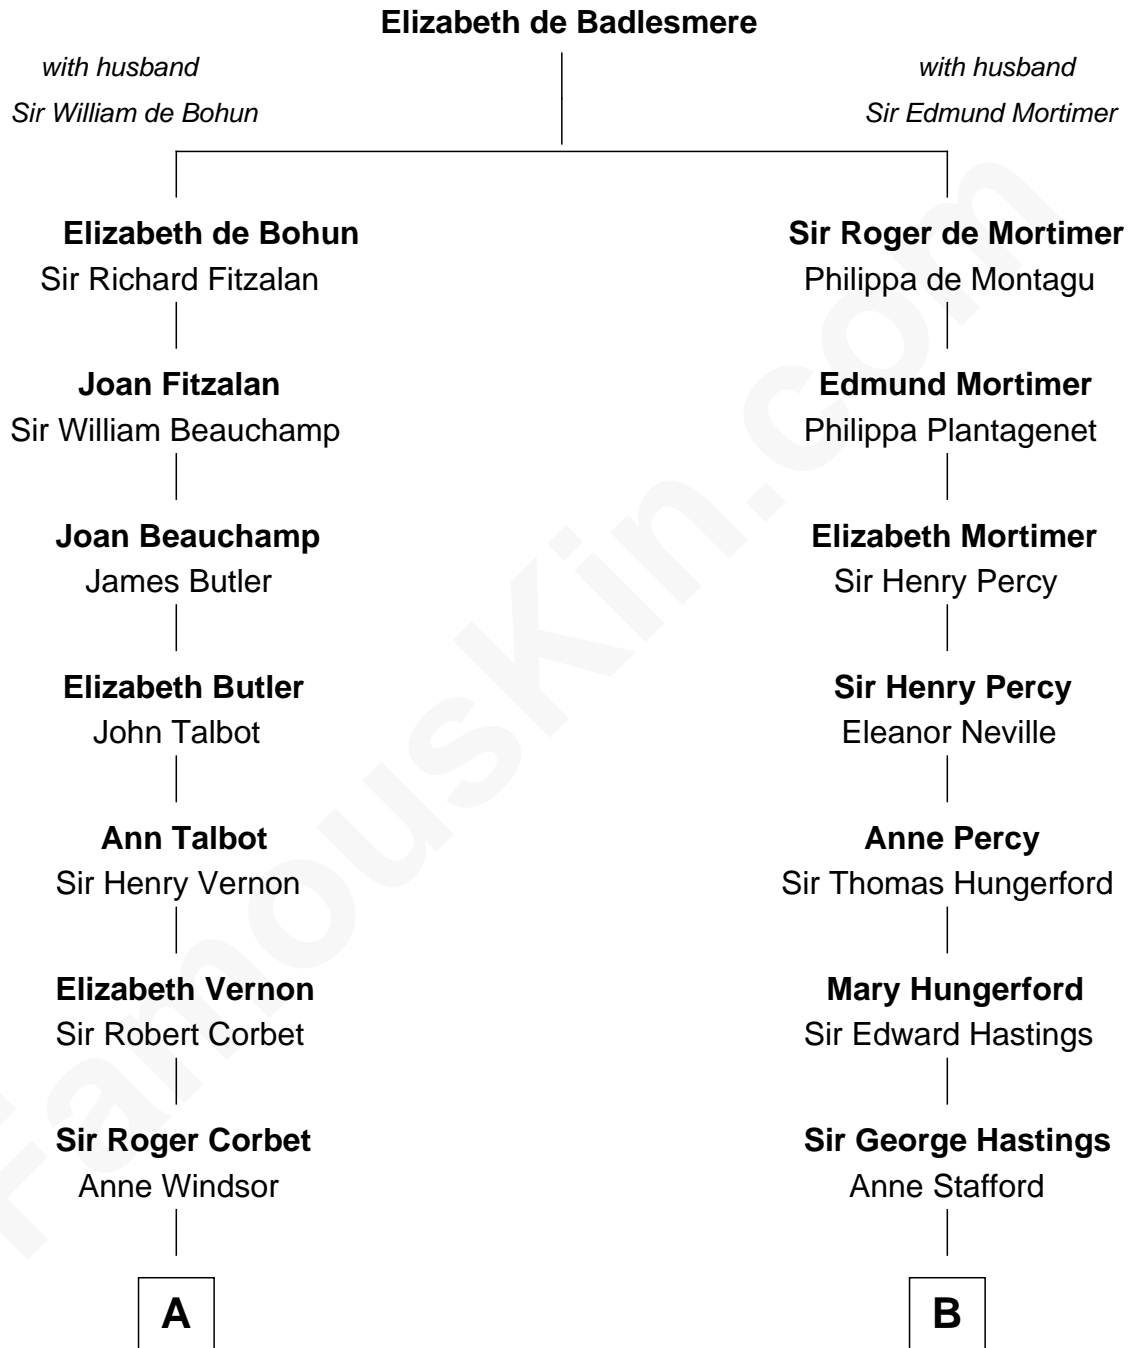 Elizabeth de Badlesmere
with husband
Sir William de Bohun
with husband
Sir Edmund Mortimer
Elizabeth de Bohun
Sir Richard Fitzalan
Joan Fitzalan
Sir William Beauchamp
Joan Beauchamp
James Butler
Elizabeth Butler
John Talbot
Ann Talbot
Sir Henry Vernon
Elizabeth Vernon
Sir Robert Corbet
Sir Roger Corbet
Anne Windsor
A
Sir Roger de Mortimer
Philippa de Montagu
Edmund Mortimer
Philippa Plantagenet
Elizabeth Mortimer
Sir Henry Percy
Sir Henry Percy
Eleanor Neville
Anne Percy
Sir Thomas Hungerford
Mary Hungerford
Sir Edward Hastings
Sir George Hastings
Anne Stafford
B
FamousKin.com